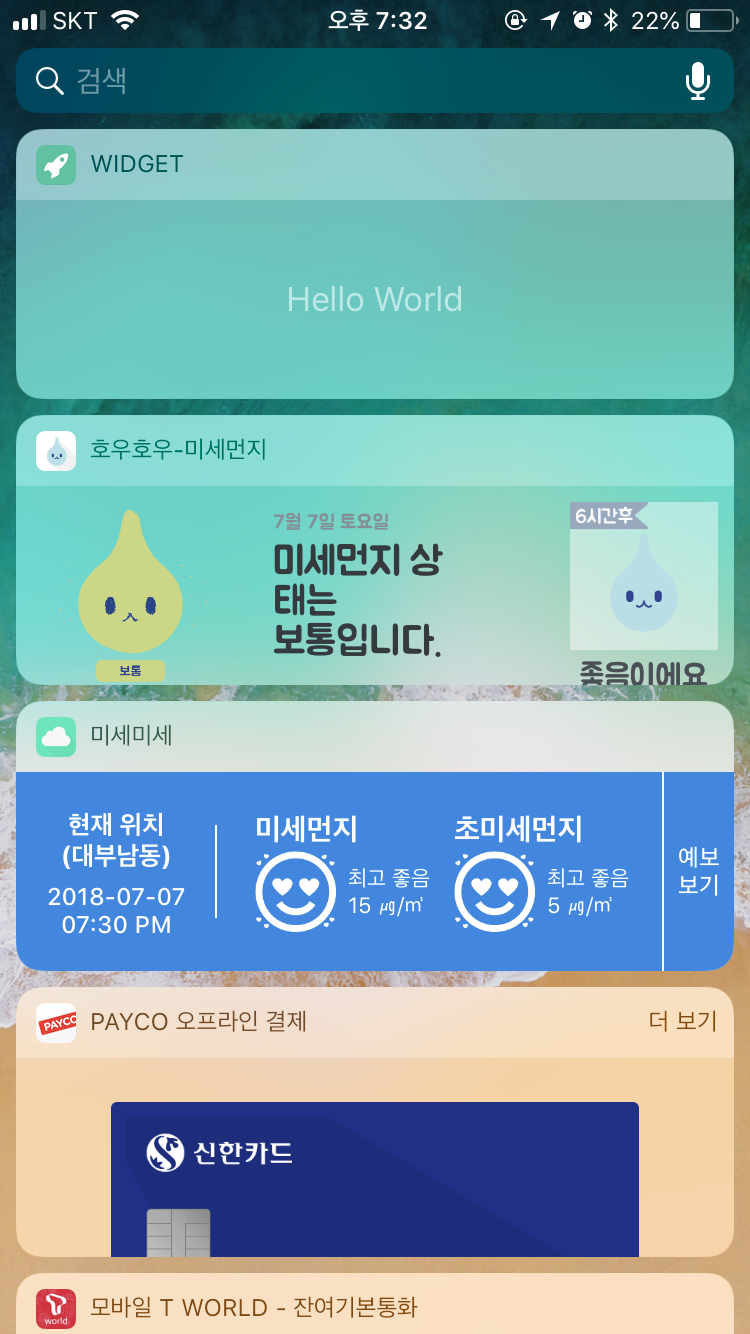 SKT 오후 7:32 22%
검색
WIDGET
Hello World
호우호우-미세먼지
7월 7일 토요일
미세먼지 상
태는
보통입니다.
보통
6시간후
좋음이에요
미세미세
현재 위치
(대부남동)
2018-07-07
07:30 PM
미세먼지
최고 좋음
15 ㎍/㎥
초미세먼지
최고 좋음
5 ㎍/㎥
예보
보기
PAYCO
PAYCO 오프라인 결제
더 보기
신한카드
T world
모바일 T WORLD - 잔여기본통화